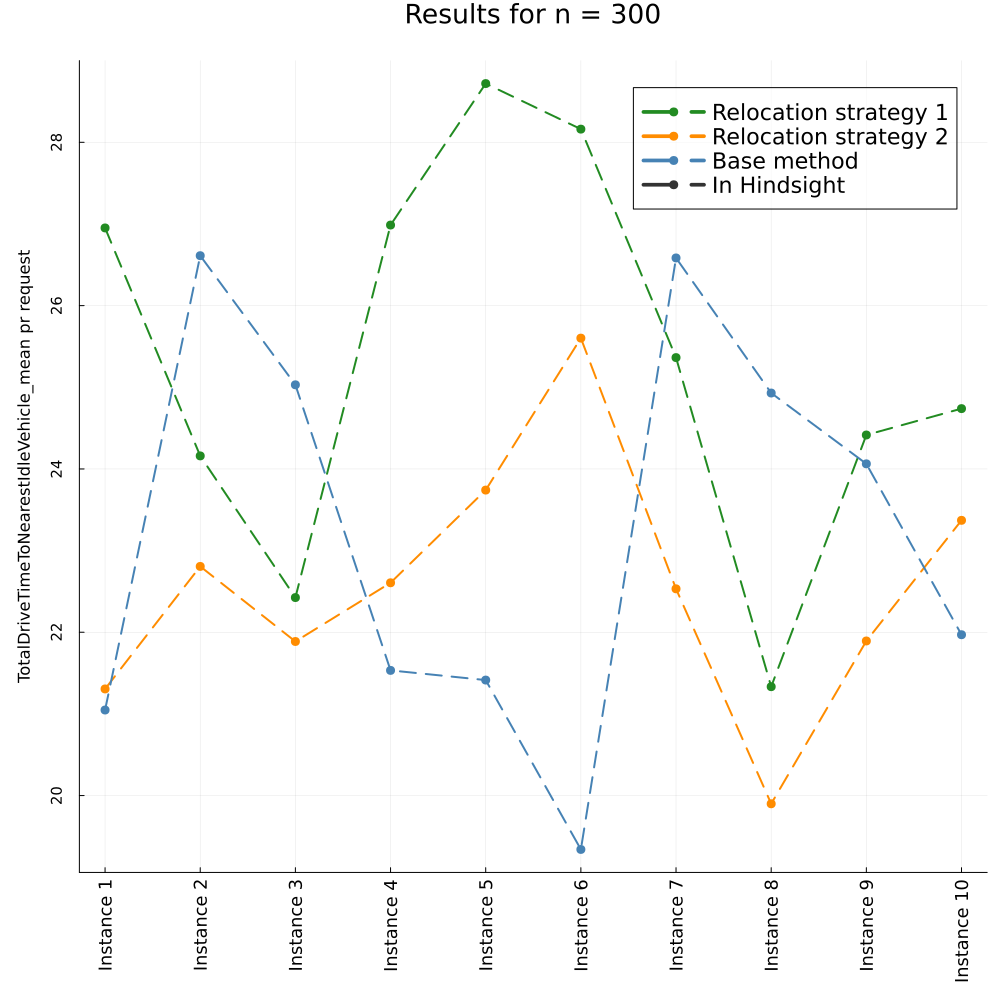 Results for n = 300
TotalDriveTimeToNearestIdleVehicle_mean pr request
28
26
24
22
20
Relocation strategy 1
Relocation strategy 2
Base method
In Hindsight
Instance 1
Instance 2
Instance 3
Instance 4
Instance 5
Instance 6
Instance 7
Instance 8
Instance 9
Instance 10